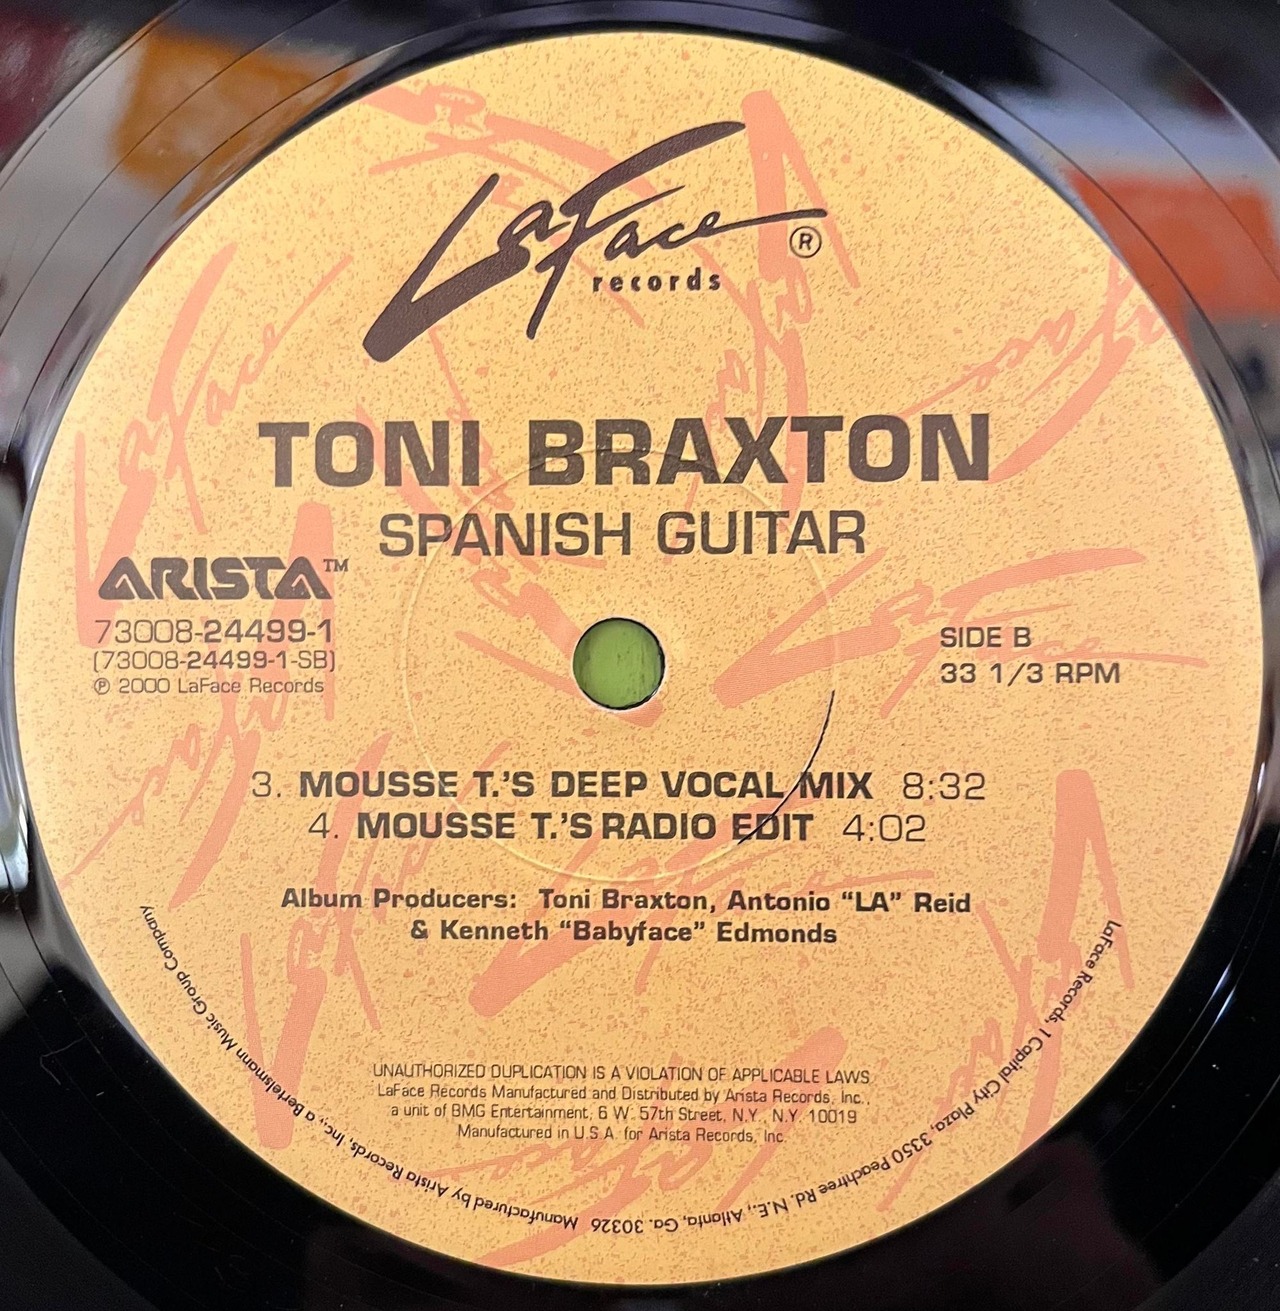 LaFace
records ®
TONI BRAXTON
SPANISH GUITAR
ARISTA™
73008-24499-1
(73008-24499-1-SB)
℗ 2000 LaFace Records
SIDE B
33 1/3 RPM
3. MOUSSE T.'S DEEP VOCAL MIX 8:32
4. MOUSSE T.'S RADIO EDIT 4:02
Album Producers: Toni Braxton, Antonio “LA” Reid
& Kenneth “Babyface” Edmonds
UNAUTHORIZED DUPLICATION IS A VIOLATION OF APPLICABLE LAWS
LaFace Records Manufactured and Distributed by Arista Records, Inc.,
a unit of BMG Entertainment, 6 W. 57th Street, N.Y., N.Y. 10019
Manufactured in U.S.A. for Arista Records, Inc.
LaFace Records, 1 Capital City Plaza, 3350 Peachtree Rd. N.E., Atlanta, Ga. 30326 Manufactured by Arista Records, Inc., a Bertelsmann Music Group Company